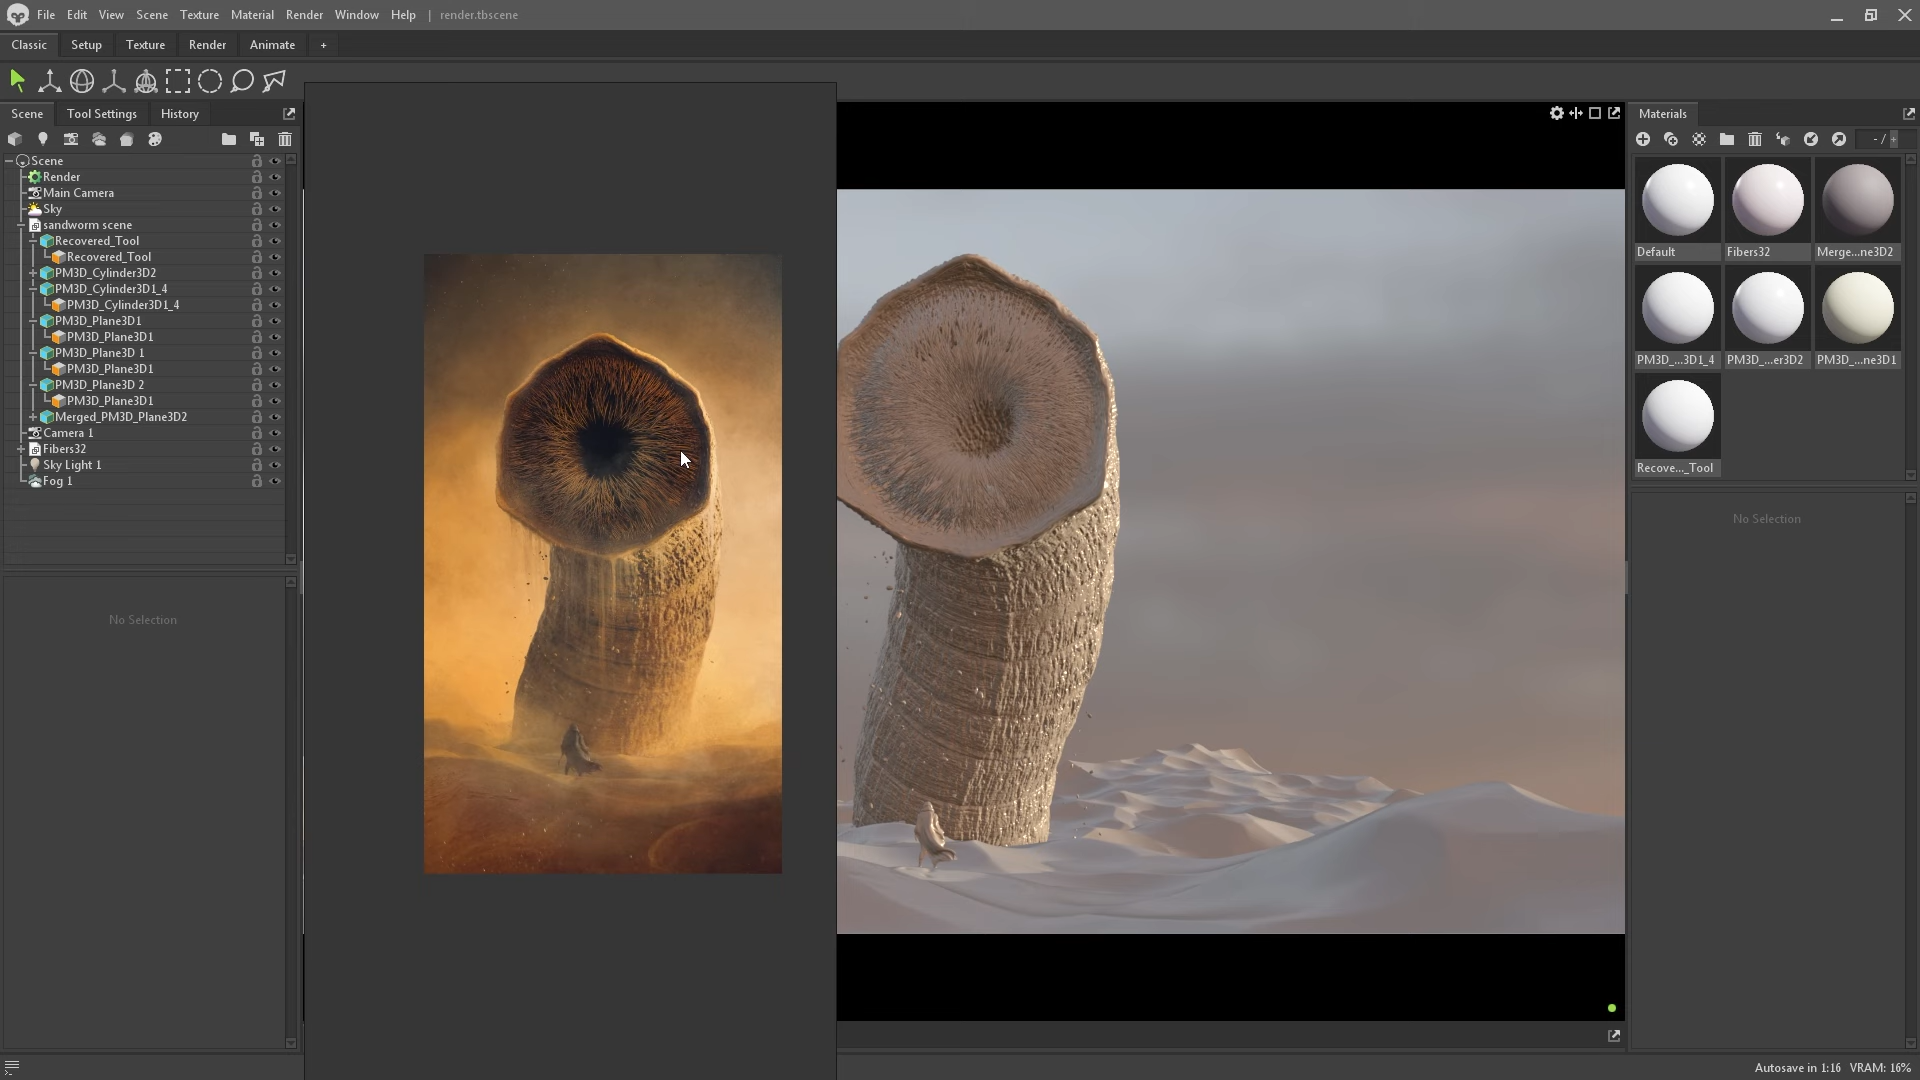 File Edit View Scene Texture Material Render Window Help | render.tbscene
Classic Setup Texture Render Animate +
Scene Tool Settings History
Materials
- / +
Scene
Render
Main Camera
Sky
sandworm scene
Recovered_Tool
Recovered_Tool
PM3D_Cylinder3D2
PM3D_Cylinder3D1_4
PM3D_Cylinder3D1_4
PM3D_Plane3D1
PM3D_Plane3D1
PM3D_Plane3D 1
PM3D_Plane3D1
PM3D_Plane3D 2
PM3D_Plane3D1
Merged_PM3D_Plane3D2
Camera 1
Fibers32
Sky Light 1
Fog 1
No Selection
Default Fibers32 Merge...ne3D2
PM3D_...3D1_4 PM3D_...er3D2 PM3D_...ne3D1
Recove..._Tool
No Selection
Autosave in 1:16 VRAM: 16%